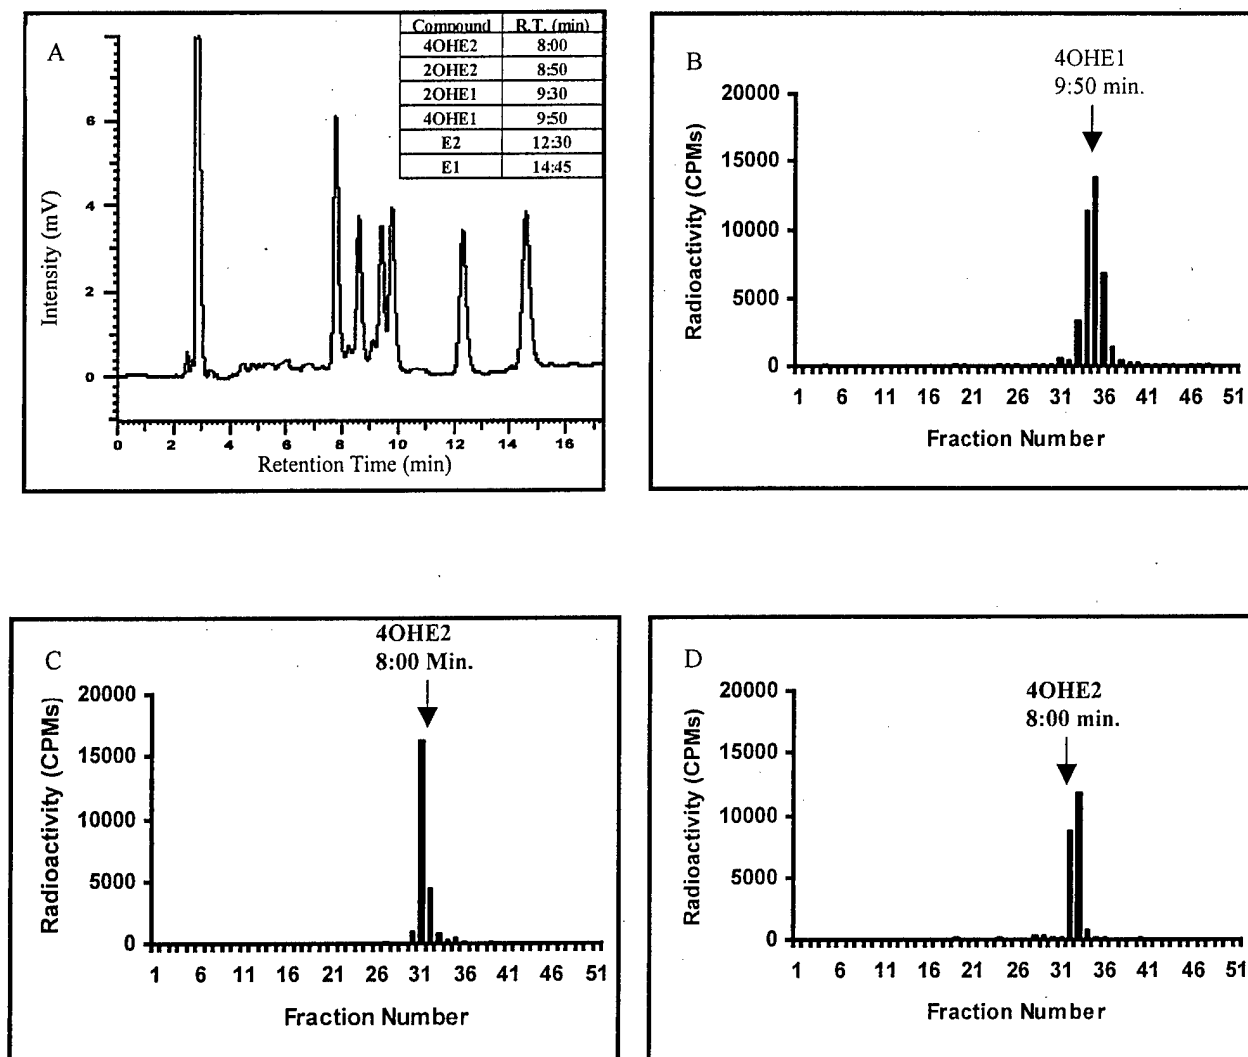 A
Compound R.T. (min)
4OHE2 8:00
2OHE2 8:50
2OHE1 9:30
4OHE1 9:50
E2 12:30
E1 14:45
Intensity (mV)
6
4
2
0
0 2 4 6 8 10 12 14 16
Retention Time (min)
B
4OHE1
9:50 min.
Radioactivity (CPMs)
20000
15000
10000
5000
0
1 6 11 16 21 26 31 36 41 46 51
Fraction Number
C
4OHE2
8:00 Min.
Radioactivity (CPMs)
20000
15000
10000
5000
0
1 6 11 16 21 26 31 36 41 46 51
Fraction Number
D
4OHE2
8:00 min.
Radioactivity (CPMs)
20000
15000
10000
5000
0
1 6 11 16 21 26 31 36 41 46 51
Fraction Number